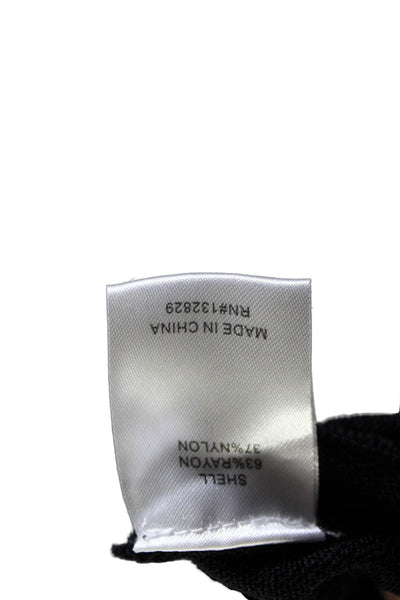 SHELL
63%RAYON
37%NYLON
MADE IN CHINA
RN#132829